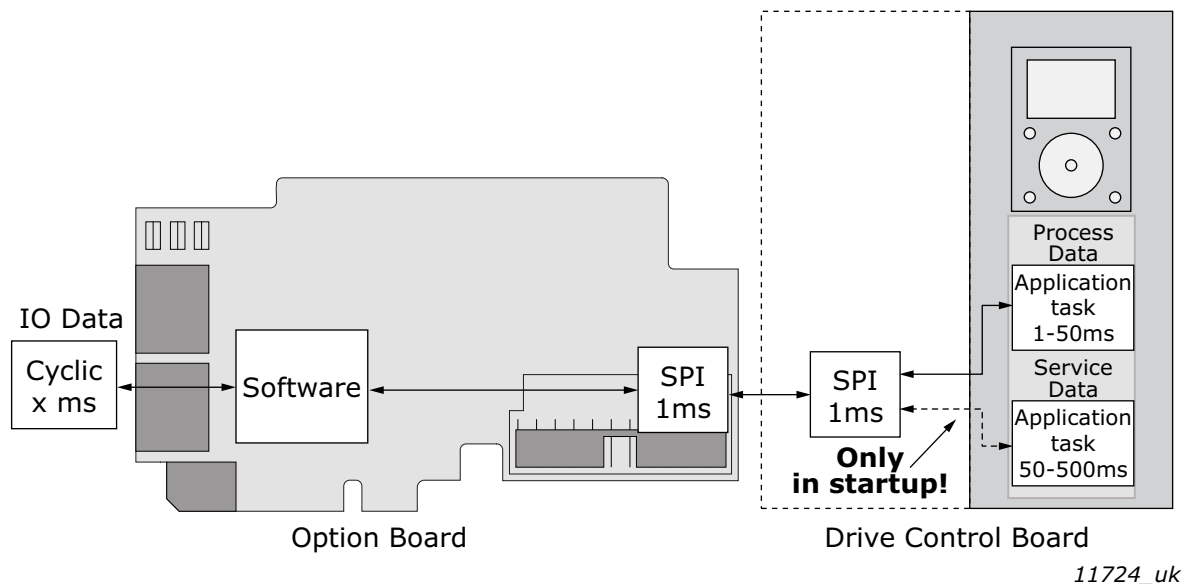 IO Data
Cyclic
x ms
Software
SPI
1ms
SPI
1ms
Only
in startup!
Process
Data
Application
task
1-50ms
Service
Data
Application
task
50-500ms
Option Board
Drive Control Board
11724_uk